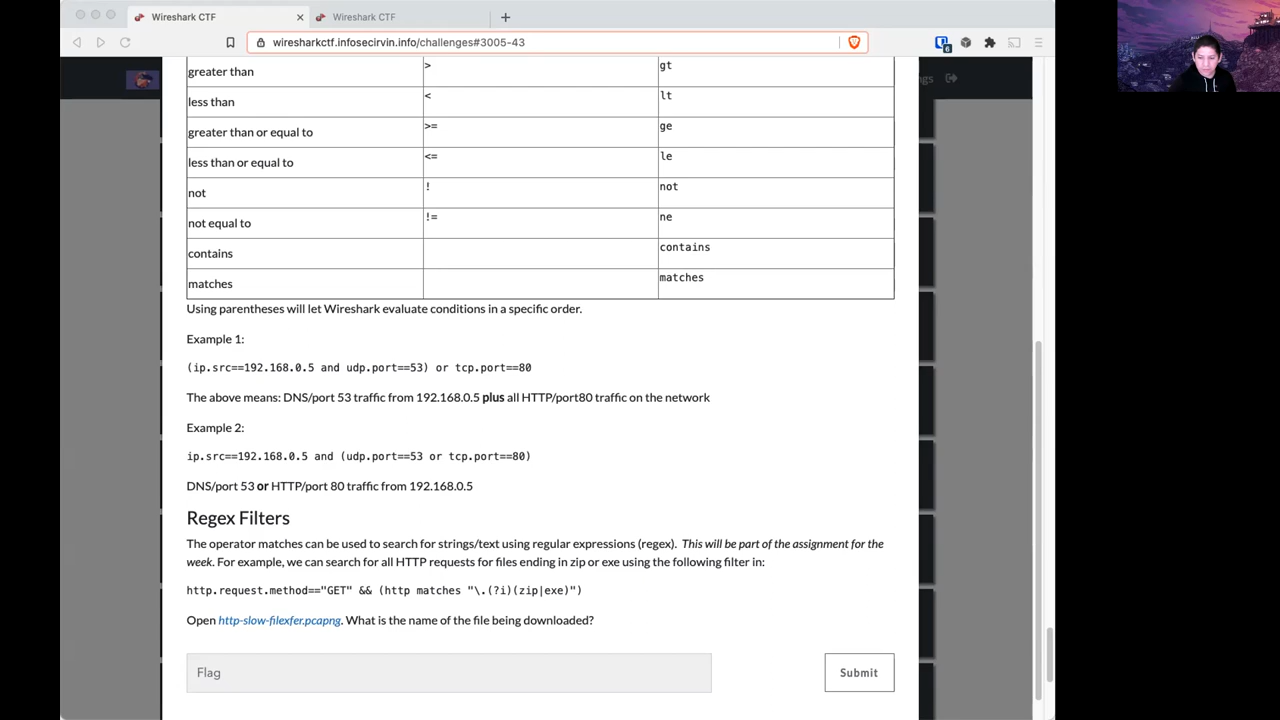 Wireshark CTF
Wireshark CTF
wiresharkctf.infosecirvin.info/challenges#3005-43
6
greater than > gt
ngs
less than < lt
greater than or equal to >= ge
less than or equal to <= le
not ! not
not equal to != ne
contains contains
matches matches
Using parentheses will let Wireshark evaluate conditions in a specific order.
Example 1:
(ip.src==192.168.0.5 and udp.port==53) or tcp.port==80
The above means: DNS/port 53 traffic from 192.168.0.5 plus all HTTP/port80 traffic on the network
Example 2:
ip.src==192.168.0.5 and (udp.port==53 or tcp.port==80)
DNS/port 53 or HTTP/port 80 traffic from 192.168.0.5
Regex Filters
The operator matches can be used to search for strings/text using regular expressions (regex). This will be part of the assignment for the
week. For example, we can search for all HTTP requests for files ending in zip or exe using the following filter in:
http.request.method=="GET" && (http matches "\.(?i)(zip|exe)")
Open http-slow-filexfer.pcapng. What is the name of the file being downloaded?
Flag
Submit